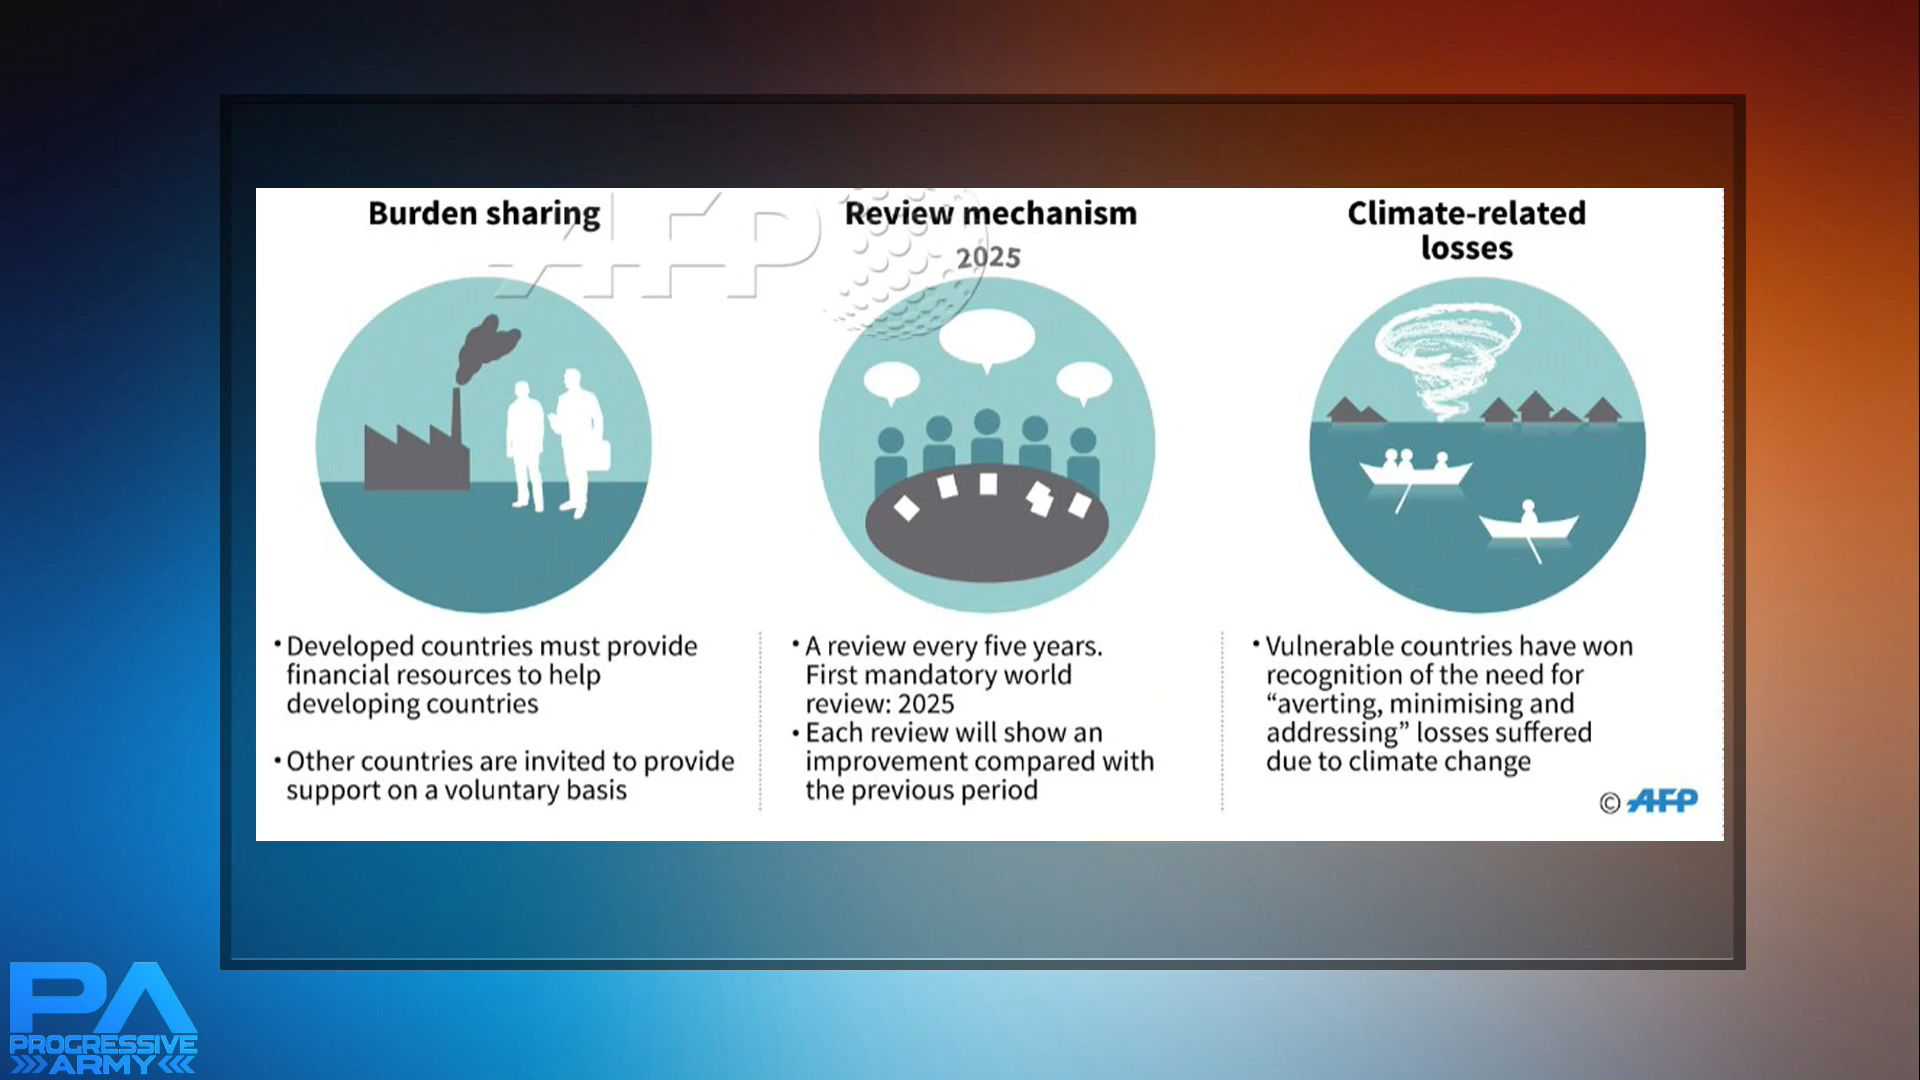 Burden sharing
• Developed countries must provide
financial resources to help
developing countries
• Other countries are invited to provide
support on a voluntary basis
Review mechanism
2025
• A review every five years.
First mandatory world
review: 2025
• Each review will show an
improvement compared with
the previous period
Climate-related
losses
• Vulnerable countries have won
recognition of the need for
“averting, minimising and
addressing” losses suffered
due to climate change
© AFP
AFP
PA
PROGRESSIVE
ARMY